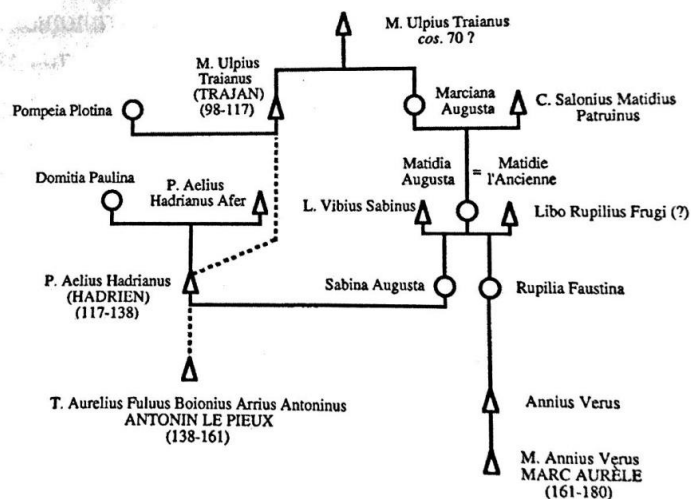 M. Ulpius Traianus
cos. 70 ?
M. Ulpius
Traianus
(TRAJAN)
(98-117)
Pompeia Plotina
Marciana
Augusta
C. Salonius Matidius
Patruinus
Domitia Paulina
P. Aelius
Hadrianus Afer
Matidia
Augusta
=
Matidie
l'Ancienne
L. Vibius Sabinus
Libo Rupilius Frugi (?)
P. Aelius Hadrianus
(HADRIEN)
(117-138)
Sabina Augusta
Rupilia Faustina
T. Aurelius Fuluus Boionius Arrius Antoninus
ANTONIN LE PIEUX
(138-161)
Annius Verus
M. Annius Verus
MARC AURÈLE
(161-180)